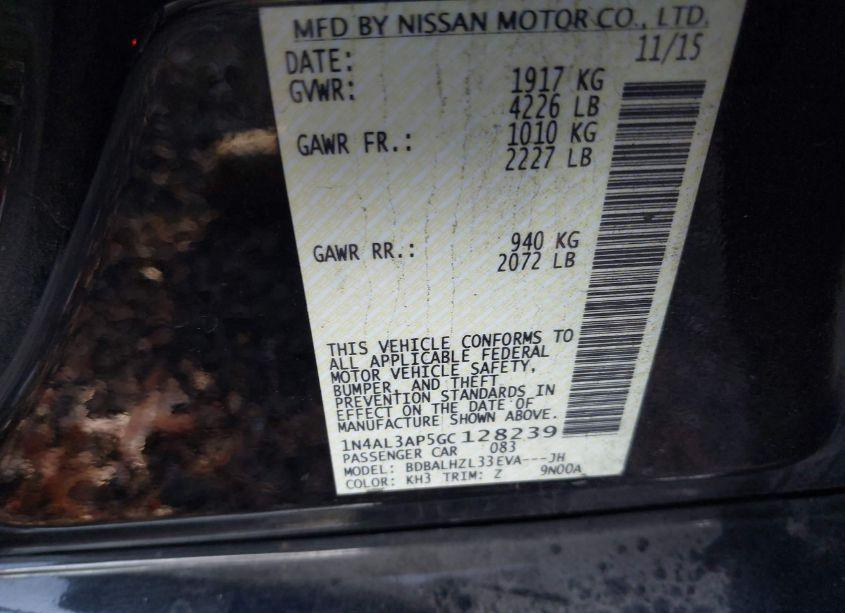 MFD BY NISSAN MOTOR CO., LTD.
DATE: 11/15
GVWR: 1917 KG
4226 LB
GAWR FR.: 1010 KG
2227 LB
GAWR RR.: 940 KG
2072 LB
THIS VEHICLE CONFORMS TO
ALL APPLICABLE FEDERAL
MOTOR VEHICLE SAFETY,
BUMPER, AND THEFT
PREVENTION STANDARDS IN
EFFECT ON THE DATE OF
MANUFACTURE SHOWN ABOVE.
1N4AL3AP5GC128239
PASSENGER CAR 083
MODEL: BDBALHZL33EVA---JH
COLOR: KH3 TRIM: Z 9N00A